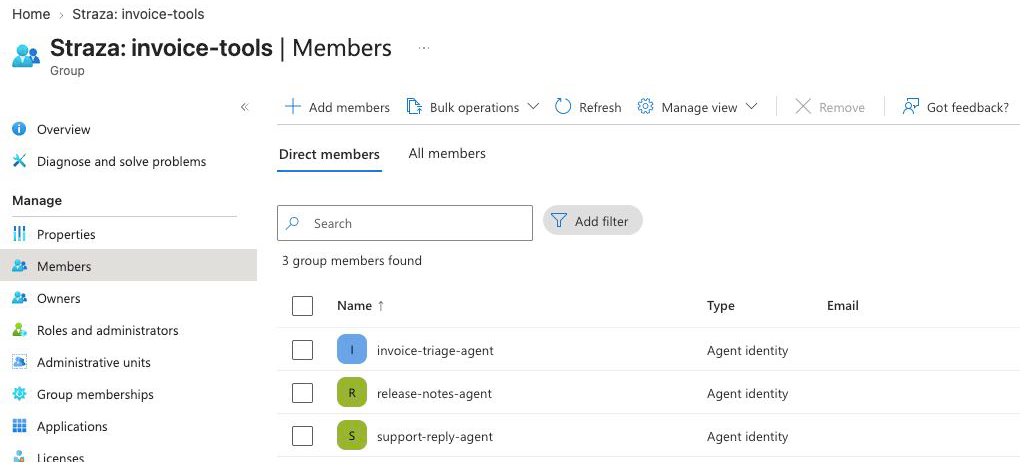 Home › Straza: invoice-tools
Straza: invoice-tools | Members ...
Group
«
Overview
Diagnose and solve problems
Manage
Properties
Members
Owners
Roles and administrators
Administrative units
Group memberships
Applications
Licenses
Add members Bulk operations Refresh Manage view Remove Got feedback?
Direct members All members
Search Add filter
3 group members found
Name ↑ Type Email
I invoice-triage-agent Agent identity
R release-notes-agent Agent identity
S support-reply-agent Agent identity